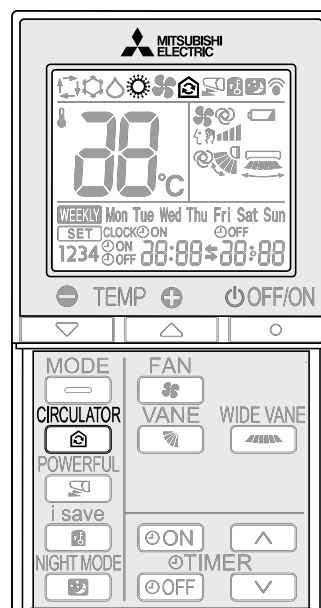 MITSUBISHI
ELECTRIC
88°C
WEEKLY Mon Tue Wed Thu Fri Sat Sun
SET CLOCK ON OFF
1234 ON OFF 88:88 88:88
TEMP OFF/ON
MODE FAN
CIRCULATOR VANE WIDE VANE
POWERFUL
i save
ON
NIGHT MODE TIMER
OFF